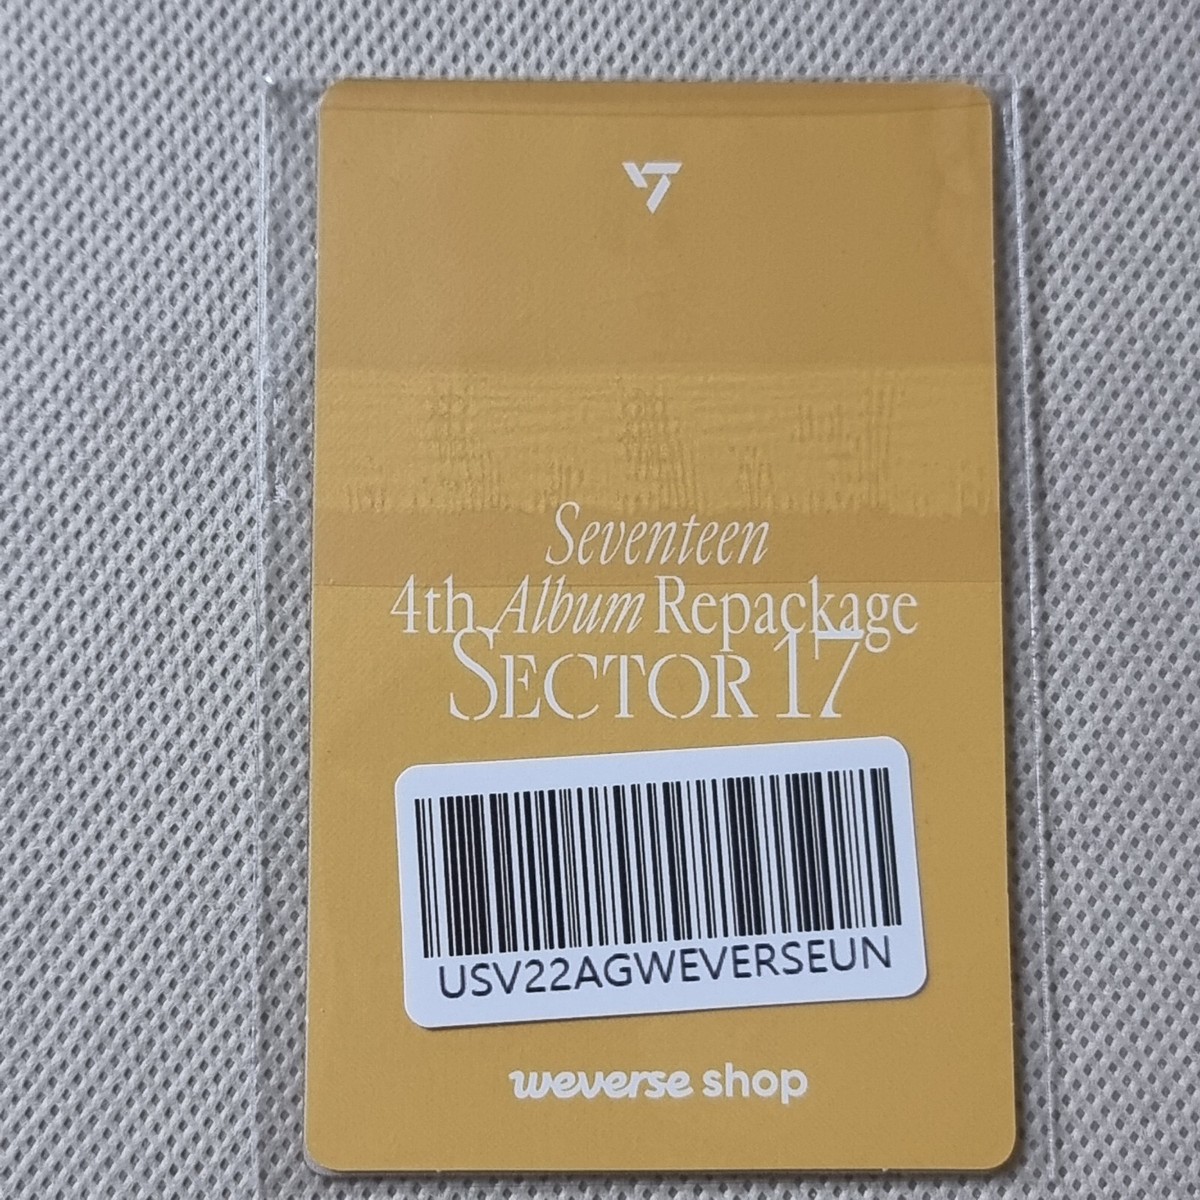 Seventeen
4th Album Repackage
SECTOR 17
USV22AGWEVERSEUN
weverse shop